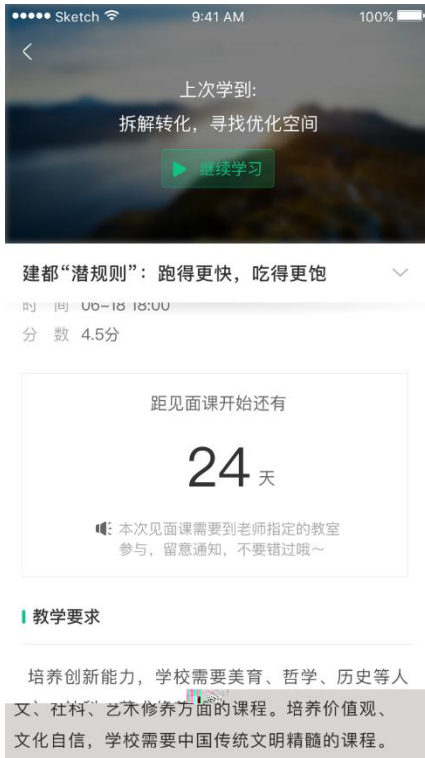 Sketch 9:41 AM 100%
上次学到:
拆解转化，寻找优化空间
继续学习
建都“潜规则”：跑得更快，吃得更饱
时 间 06-18 18:00
分 数 4.5分
距见面课开始还有
24 天
本次见面课需要到老师指定的教室
参与，留意通知，不要错过哦～
教学要求
培养创新能力，学校需要美育、哲学、历史等人
文、社科、艺术修养方面的课程。培养价值观、
文化自信，学校需要中国传统文明精髓的课程。